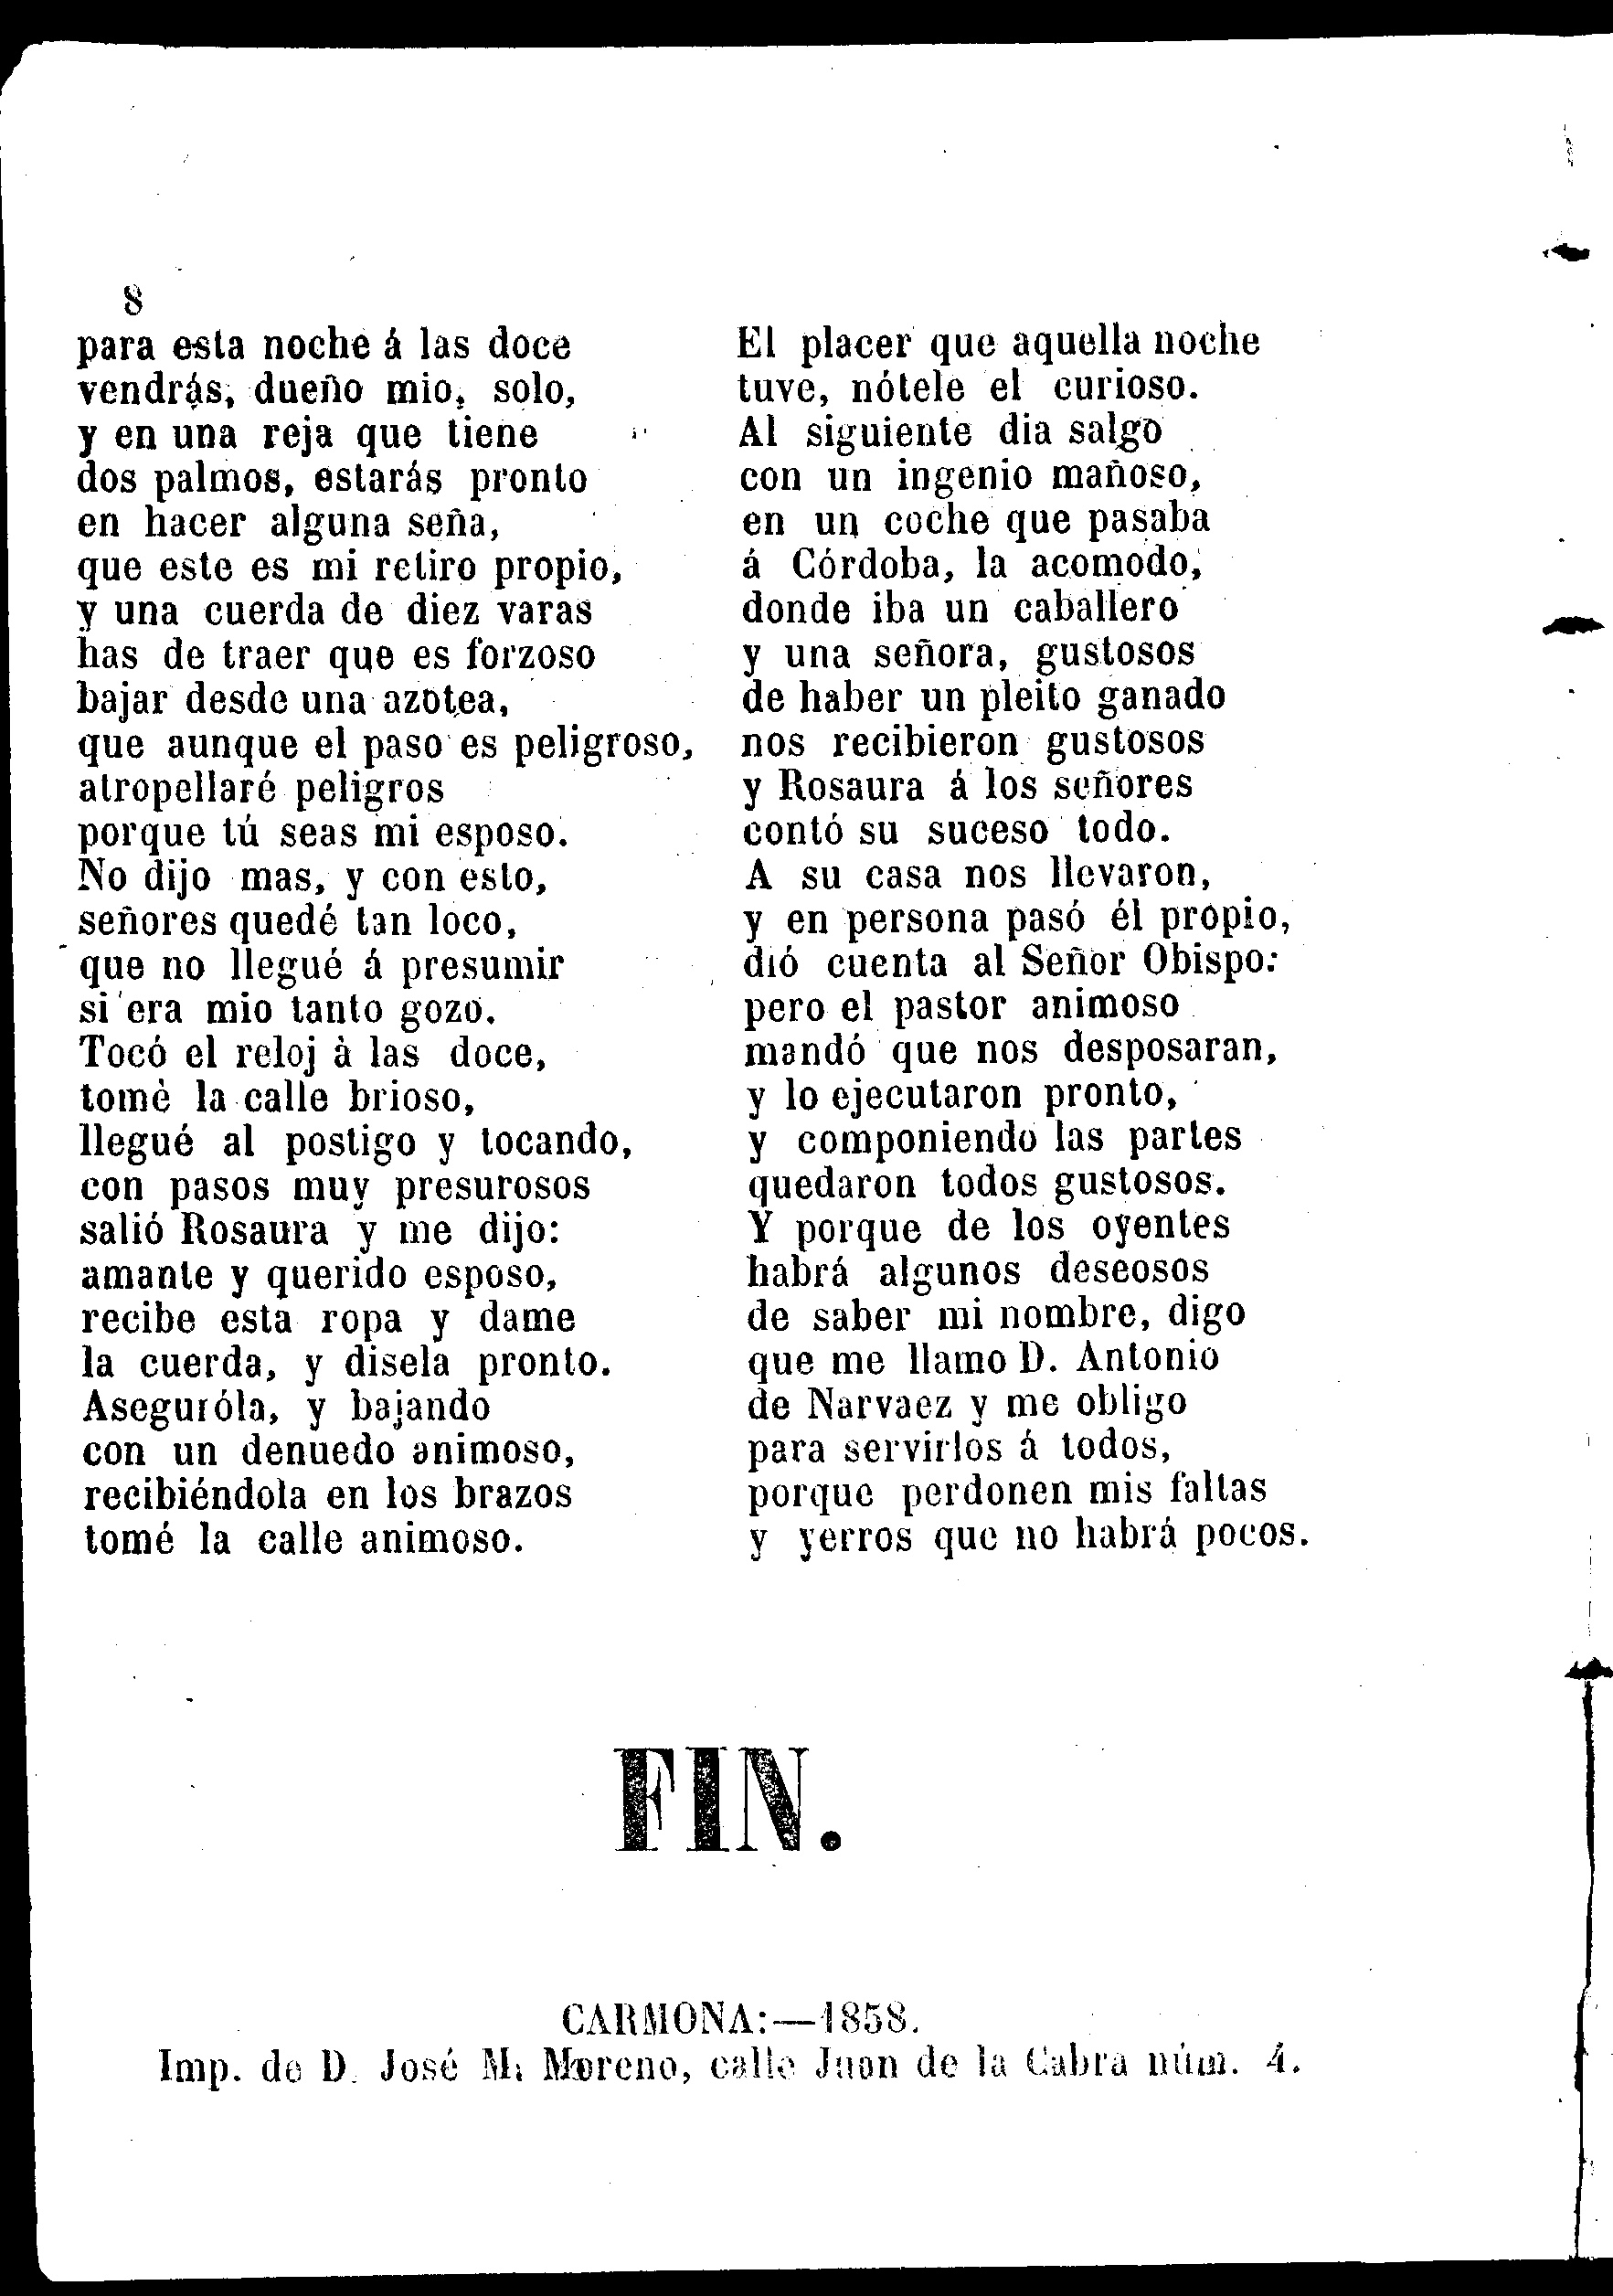 8
para esta noche á las doce
vendrás, dueño mio, solo,
y en una reja que tiene
dos palmos, estarás pronto
en hacer alguna seña,
que este es mi retiro propio,
y una cuerda de diez varas
has de traer que es forzoso
bajar desde una azotea,
que aunque el paso es peligroso,
atropellaré peligros
porque tú seas mi esposo.
No dijo mas, y con esto,
señores quedé tan loco,
que no llegué á presumir
si era mio tanto gozo.
Tocó el reloj à las doce,
tomè la calle brioso,
llegué al postigo y tocando,
con pasos muy presurosos
salió Rosaura y me dijo:
amante y querido esposo,
recibe esta ropa y dame
la cuerda, y disela pronto.
Aseguróla, y bajando
con un denuedo animoso,
recibiéndola en los brazos
tomé la calle animoso.
El placer que aquella noche
tuve, nótele el curioso.
Al siguiente dia salgo
con un ingenio mañoso,
en un coche que pasaba
á Córdoba, la acomodo,
donde iba un caballero
y una señora, gustosos
de haber un pleito ganado
nos recibieron gustosos
y Rosaura á los señores
contó su suceso todo.
A su casa nos llevaron,
y en persona pasó él propio,
dió cuenta al Señor Obispo:
pero el pastor animoso
mandó que nos desposaran,
y lo ejecutaron pronto,
y componiendo las partes
quedaron todos gustosos.
Y porque de los oyentes
habrá algunos deseosos
de saber mi nombre, digo
que me llamo D. Antonio
de Narvaez y me obligo
para servirlos á todos,
porque perdonen mis faltas
y yerros que no habrá pocos.
FIN.
CARMONA:—1858.
Imp. de D. José M. Moreno, calle Juan de la Cabra núm. 4.